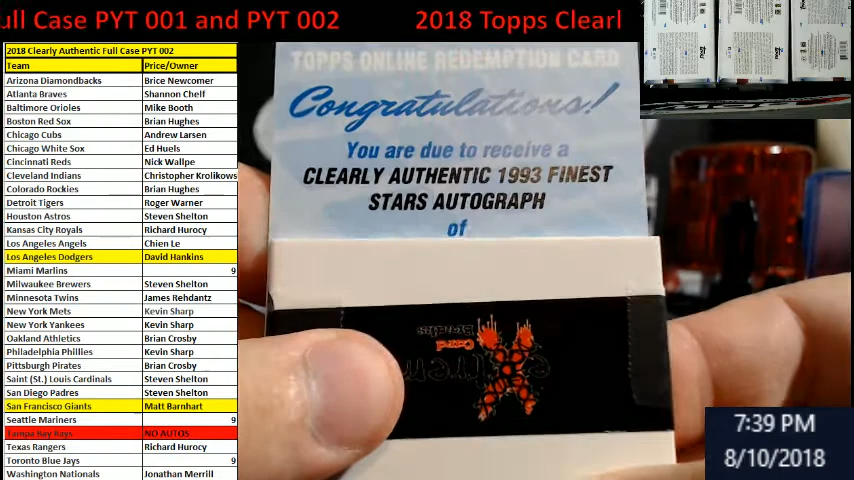 ull Case PYT 001 and PYT 002 2018 Topps Clearl
2018 Clearly Authentic Full Case PYT 002
Team Price/Owner
Arizona Diamondbacks Brice Newcomer
Atlanta Braves Shannon Chelf
Baltimore Orioles Mike Booth
Boston Red Sox Brian Hughes
Chicago Cubs Andrew Larsen
Chicago White Sox Ed Huels
Cincinnati Reds Nick Wallpe
Cleveland Indians Christopher Krolikows
Colorado Rockies Brian Hughes
Detroit Tigers Roger Warner
Houston Astros Steven Shelton
Kansas City Royals Richard Hurocy
Los Angeles Angels Chien Le
Los Angeles Dodgers David Hankins
Miami Marlins 9
Milwaukee Brewers Steven Shelton
Minnesota Twins James Rehdantz
New York Mets Kevin Sharp
New York Yankees Kevin Sharp
Oakland Athletics Brian Crosby
Philadelphia Phillies Kevin Sharp
Pittsburgh Pirates Brian Crosby
Saint (St.) Louis Cardinals Steven Shelton
San Diego Padres Steven Shelton
San Francisco Giants Matt Barnhart
Seattle Mariners 9
Tampa Bay Rays NO AUTOS
Texas Rangers Richard Hurocy
Toronto Blue Jays 9
Washington Nationals Jonathan Merrill
TOPPS ONLINE REDEMPTION CARD
Congratulations!
You are due to receive a
CLEARLY AUTHENTIC 1993 FINEST
STARS AUTOGRAPH
of
Card
Breaks
7:39 PM
8/10/2018